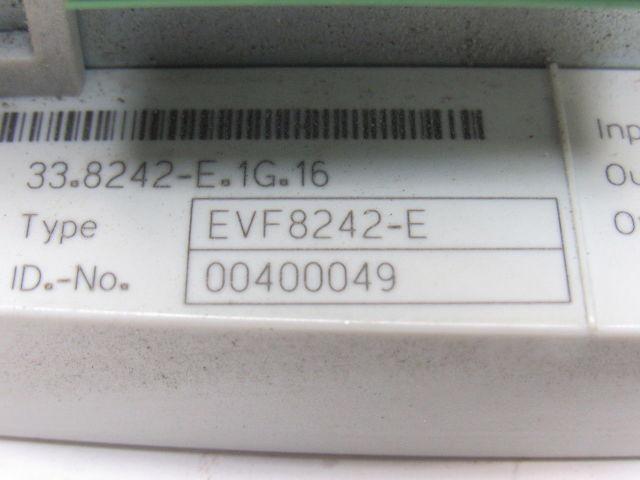 33.8242-E.1G.16
Type EVF8242-E
ID.-No. 00400049